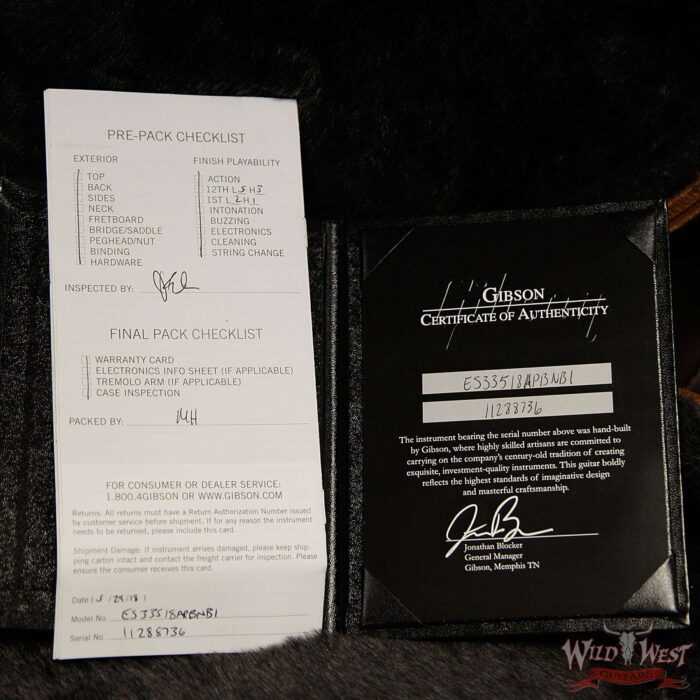 PRE-PACK CHECKLIST
EXTERIOR
TOP
BACK
SIDES
NECK
FRETBOARD
BRIDGE/SADDLE
PEGHEAD/NUT
BINDING
HARDWARE
FINISH PLAYABILITY
ACTION
12TH L 5 H 3
1ST L 2 H 1
INTONATION
BUZZING
ELECTRONICS
CLEANING
STRING CHANGE
INSPECTED BY:
FINAL PACK CHECKLIST
WARRANTY CARD
ELECTRONICS INFO SHEET (IF APPLICABLE)
TREMOLO ARM (IF APPLICABLE)
CASE INSPECTION
PACKED BY: MH
FOR CONSUMER OR DEALER SERVICE:
1.800.4GIBSON OR WWW.GIBSON.COM
Returns: All returns must have a Return Authorization Number issued
by customer service before shipment. If for any reason the instrument
needs to be returned, please include this card.
Shipment Damage: If instrument arrives damaged, please keep ship-
ping carton intact and contact the freight carrier for inspection. Please
ensure the consumer receives this card.
Date ( 5 / 29 / 18 )
Model No. ES33518APBNB1
Serial No. 11288736
GIBSON
CERTIFICATE OF AUTHENTICITY
ES33518APBNB1
11288736
The instrument bearing the serial number above was hand-built
by Gibson, where highly skilled artisans are committed to
carrying on the company's century-old tradition of creating
exquisite, investment-quality instruments. This guitar boldly
reflects the highest standards of imaginative design
and masterful craftsmanship.
Jonathan Blocker
General Manager
Gibson, Memphis TN
WILD WEST
GUITARS